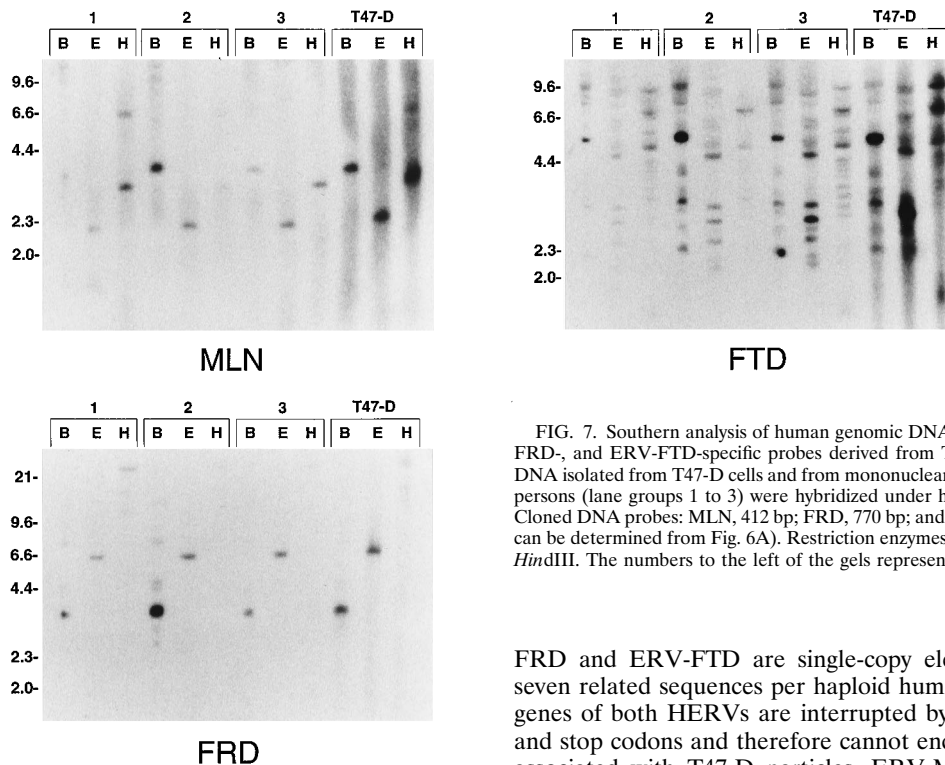 1 2 3 T47-D
B E H B E H B E H B E H
9.6-
6.6-
4.4-
2.3-
2.0-
MLN
1 2 3 T47-D
B E H B E H B E H B E H
9.6-
6.6-
4.4-
2.3-
2.0-
FTD
1 2 3 T47-D
B E H B E H B E H B E H
21-
9.6-
6.6-
4.4-
2.3-
2.0-
FRD
FIG. 7. Southern analysis of human genomic DNA
FRD-, and ERV-FTD-specific probes derived from
DNA isolated from T47-D cells and from mononuclear
persons (lane groups 1 to 3) were hybridized under
Cloned DNA probes: MLN, 412 bp; FRD, 770 bp; and
can be determined from Fig. 6A). Restriction enzymes
HindIII. The numbers to the left of the gels represen
FRD and ERV-FTD are single-copy ele
seven related sequences per haploid hum
genes of both HERVs are interrupted by
and stop codons and therefore cannot en